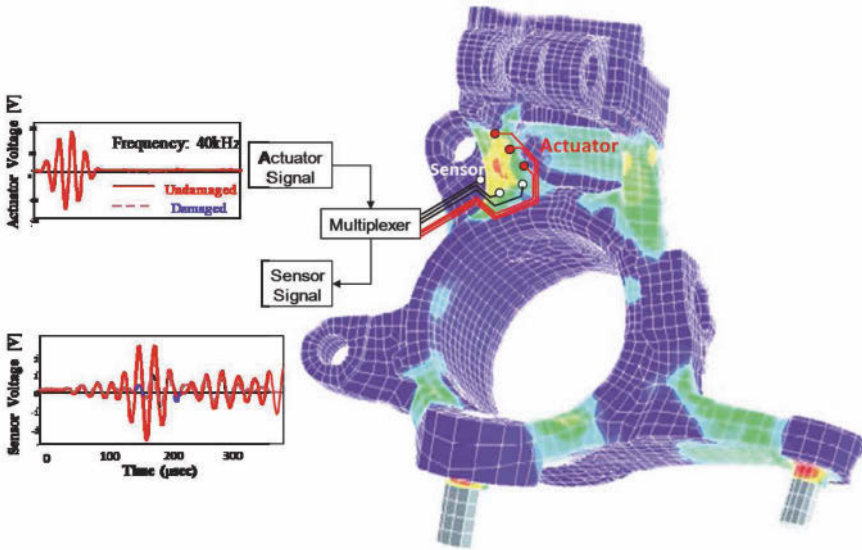 Actuator Voltage [V]
Frequency: 40kHz
Undamaged
Damaged
Actuator
Signal
Multiplexer
Sensor
Signal
Sensor
Actuator
Sensor Voltage [V]
0
100
200
300
Time (μsec)